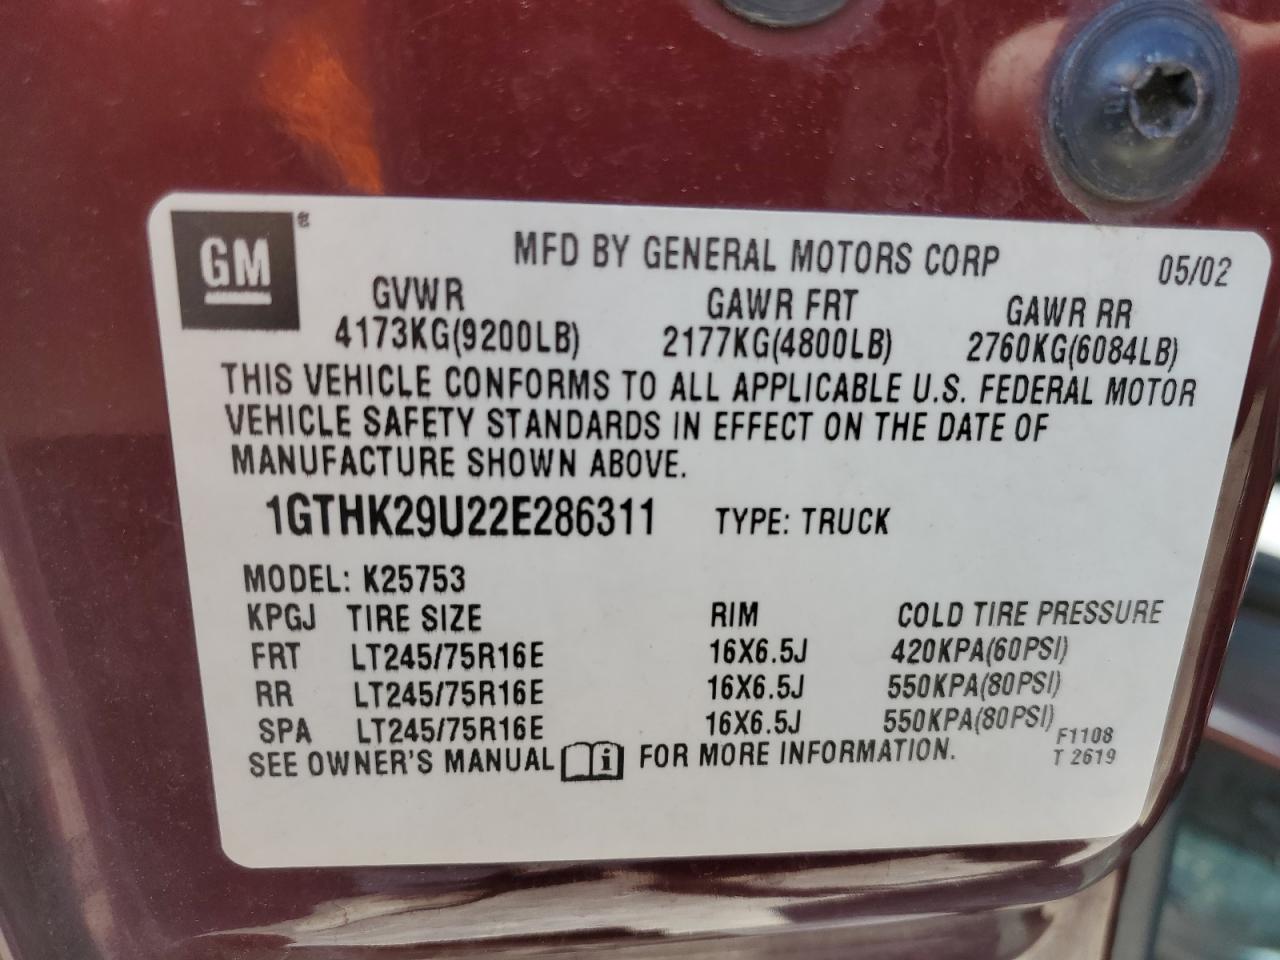 GM®
MFD BY GENERAL MOTORS CORP 05/02
GVWR GAWR FRT GAWR RR
4173KG(9200LB) 2177KG(4800LB) 2760KG(6084LB)
THIS VEHICLE CONFORMS TO ALL APPLICABLE U.S. FEDERAL MOTOR
VEHICLE SAFETY STANDARDS IN EFFECT ON THE DATE OF
MANUFACTURE SHOWN ABOVE.
1GTHK29U22E286311 TYPE: TRUCK
MODEL: K25753
KPGJ TIRE SIZE RIM COLD TIRE PRESSURE
FRT LT245/75R16E 16X6.5J 420KPA(60PSI)
RR LT245/75R16E 16X6.5J 550KPA(80PSI)
SPA LT245/75R16E 16X6.5J 550KPA(80PSI) F1108
SEE OWNER'S MANUAL i FOR MORE INFORMATION. T 2619